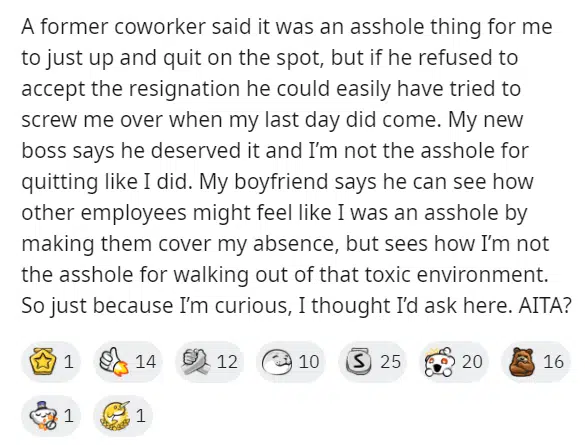 A former coworker said it was an asshole thing for me
to just up and quit on the spot, but if he refused to
accept the resignation he could easily have tried to
screw me over when my last day did come. My new
boss says he deserved it and I’m not the asshole for
quitting like I did. My boyfriend says he can see how
other employees might feel like I was an asshole by
making them cover my absence, but sees how I’m not
the asshole for walking out of that toxic environment.
So just because I’m curious, I thought I’d ask here. AITA?
1 14 12 10 S 25 20 16
1 1